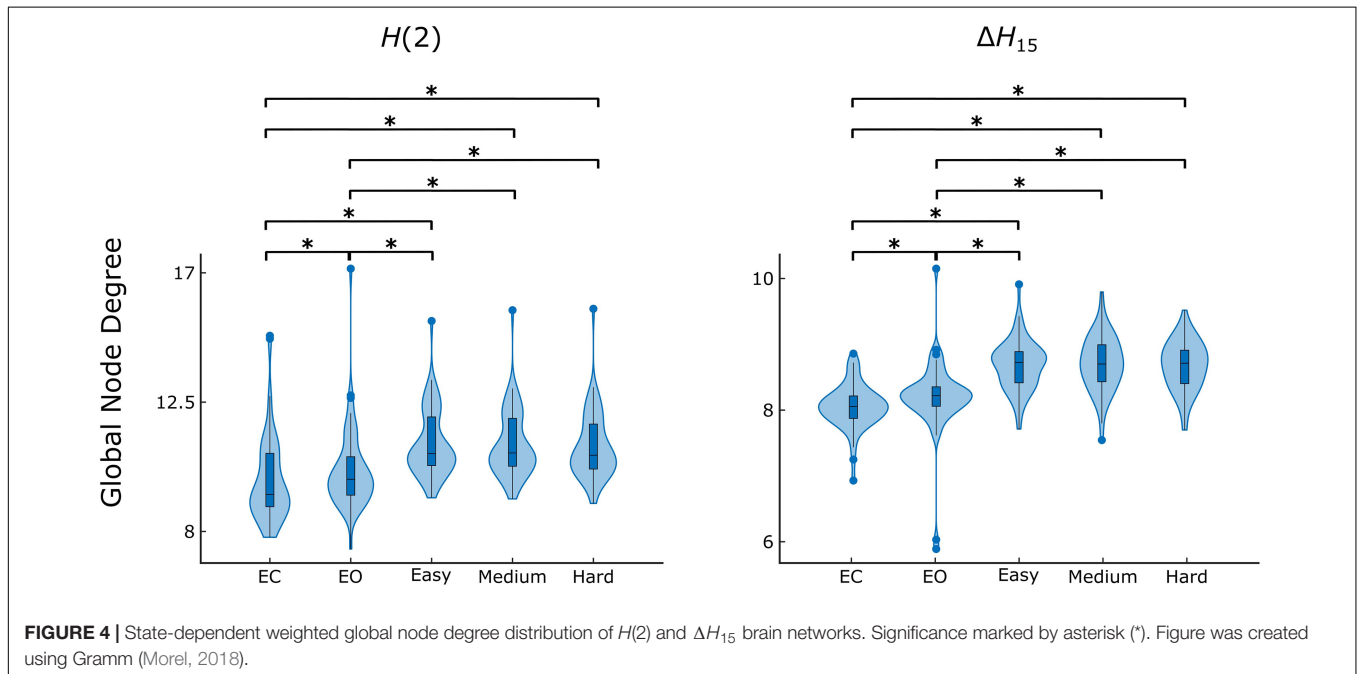 H(2)
ΔH₁₅
*
*
*
*
*
* *
*
*
*
*
*
* *
Global Node Degree
17
12.5
8
10
8
6
EC EO Easy Medium Hard
EC EO Easy Medium Hard
FIGURE 4 | State-dependent weighted global node degree distribution of H(2) and ΔH₁₅ brain networks. Significance marked by asterisk (*). Figure was created
using Gramm (Morel, 2018).